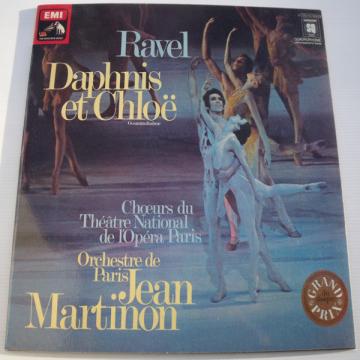 EMI
Ravel
SQ
Daphnis
et Chloë
Gesamtaufnahme
Chœurs du
Théâtre National
de l'Opéra Paris
Orchestre de
Paris
Jean
Martinon
GRAND
PRIX